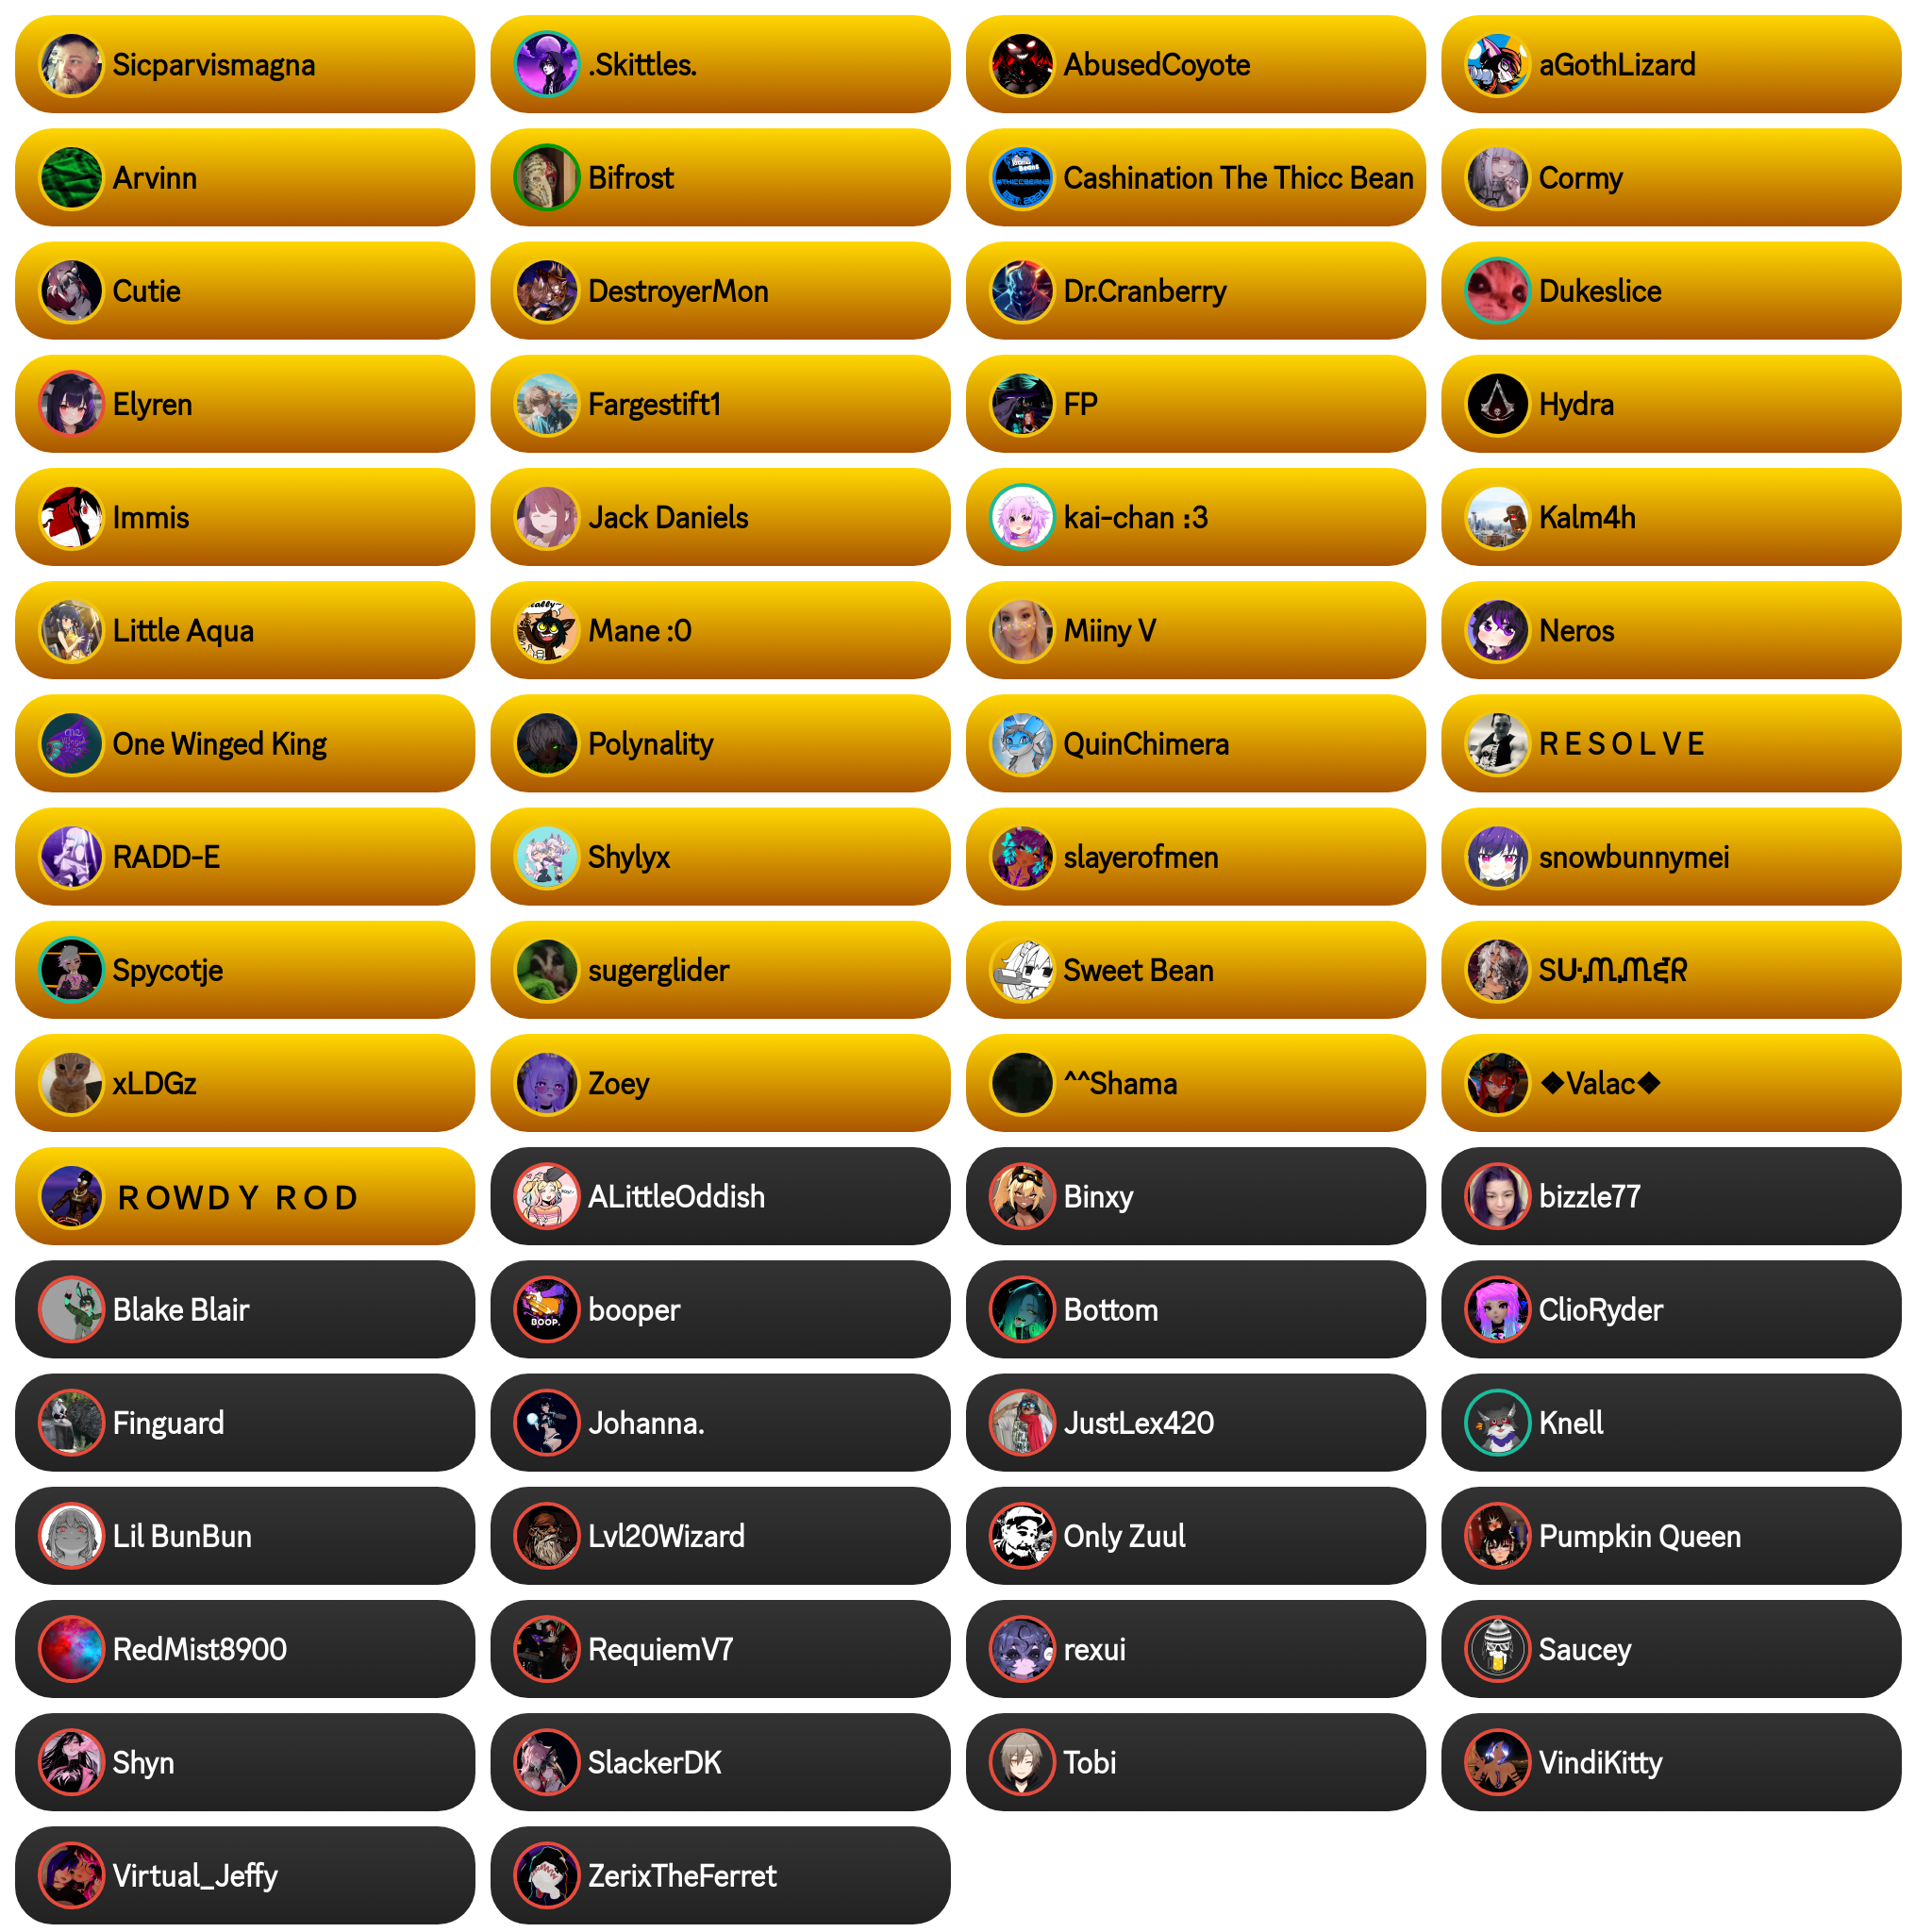 Sicparvismagna
.Skittles.
AbusedCoyote
aGothLizard
Arvinn
Bifrost
Cashination The Thicc Bean
Cormy
Cutie
DestroyerMon
Dr.Cranberry
Dukeslice
Elyren
Fargestift1
FP
Hydra
Immis
Jack Daniels
kai-chan :3
Kalm4h
Little Aqua
Mane :0
Miiny V
Neros
One Winged King
Polynality
QuinChimera
R E S O L V E
RADD-E
Shylyx
slayerofmen
snowbunnymei
Spycotje
sugerglider
Sweet Bean
xLDGz
Zoey
^^Shama
❖Valac❖
R O W D Y R O D
ALittleOddish
Binxy
bizzle77
Blake Blair
BOOP.
booper
Bottom
ClioRyder
Finguard
Johanna.
JustLex420
Knell
Lil BunBun
Lvl20Wizard
Only Zuul
Pumpkin Queen
RedMist8900
RequiemV7
rexui
Saucey
Shyn
SlackerDK
Tobi
VindiKitty
Virtual_Jeffy
ZerixTheFerret